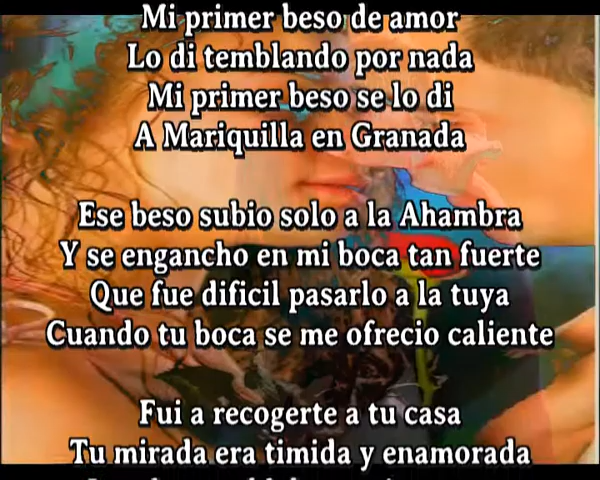 Mi primer beso de amor
Lo di temblando por nada
Mi primer beso se lo di
A Mariquilla en Granada
Ese beso subio solo a la Ahambra
Y se engancho en mi boca tan fuerte
Que fue dificil pasarlo a la tuya
Cuando tu boca se me ofrecio caliente
Fui a recogerte a tu casa
Tu mirada era timida y enamorada